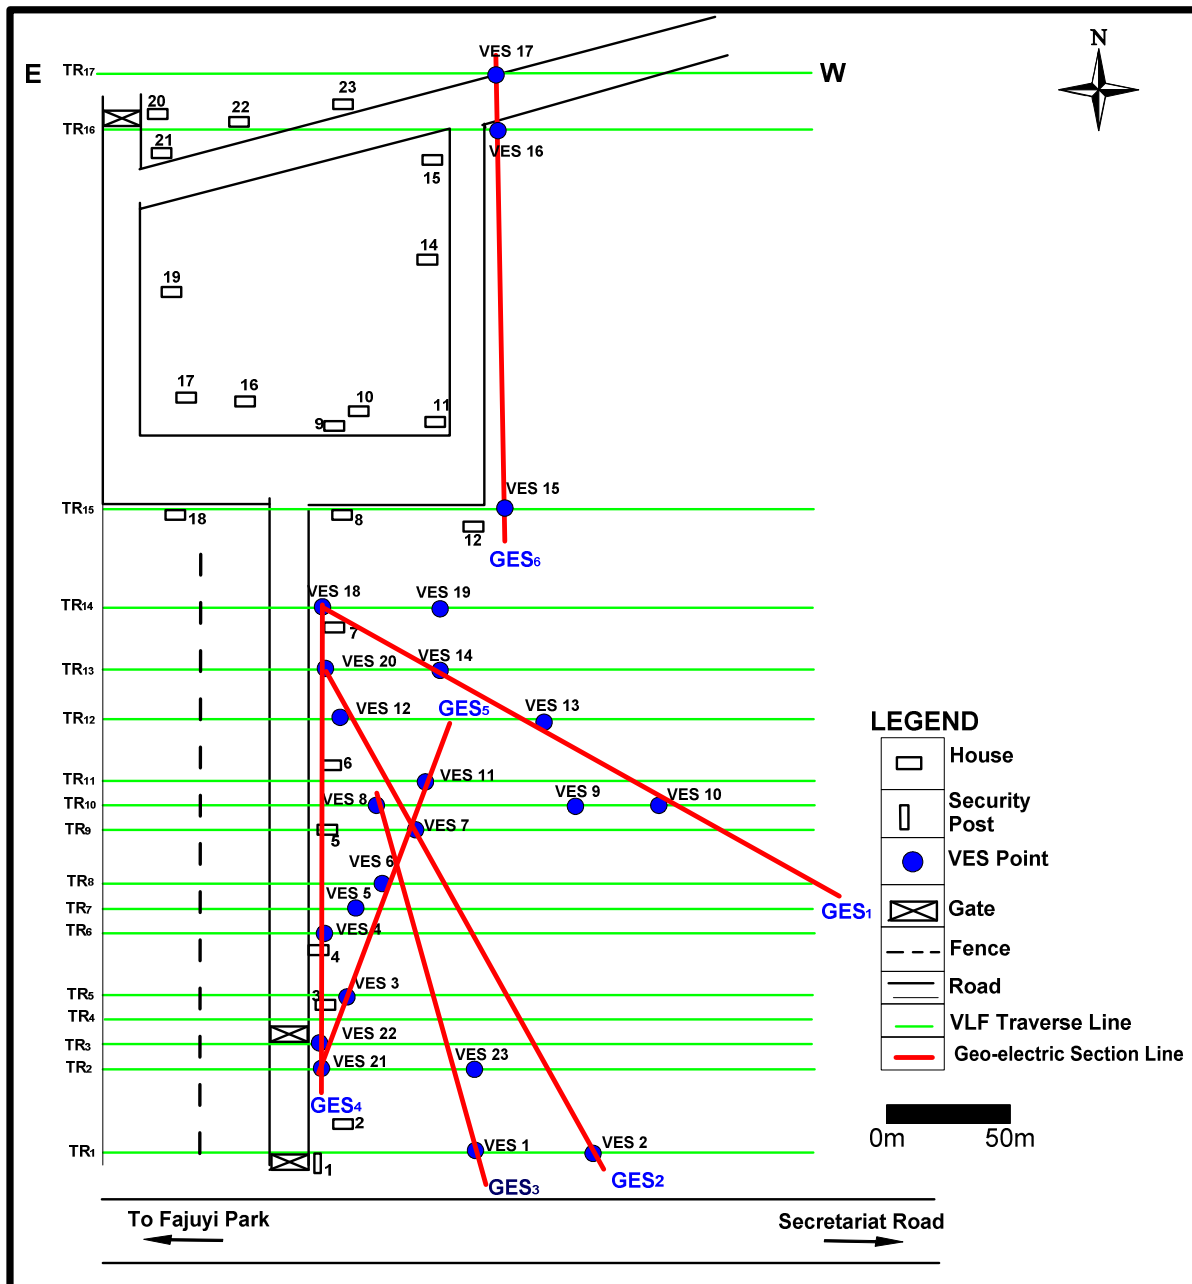 VES 17
N
E
TR17
W
23
20
22
TR16
21
VES 16
15
14
19
17
16
10
11
9
VES 15
TR15
18
8
12
GES6
VES 18
VES 19
TR14
7
VES 20
VES 14
TR13
GES5
VES 12
VES 13
TR12
LEGEND
House
6
TR11
VES 11
TR10
VES 8
VES 9
VES 10
Security
Post
TR9
5
VES 7
VES 6
VES Point
TR8
VES 5
TR7
GES1
Gate
TR6
VES 4
4
Fence
VES 3
TR5
3
Road
TR4
VLF Traverse Line
VES 22
TR3
VES 21
VES 23
Geo-electric Section Line
TR2
GES4
2
0m
50m
VES 1
VES 2
TR1
1
GES3
GES2
To Fajuyi Park
Secretariat Road